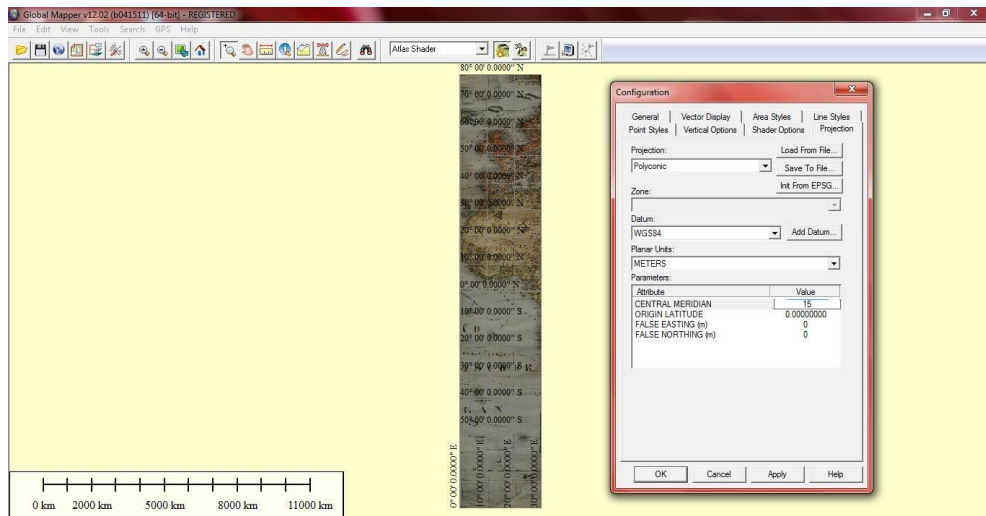 Global Mapper v12.02 (b041511) [64-bit] - REGISTERED
File Edit View Tools Search GPS Help
Atlas Shader
80° 00' 0.0000" N
70° 00' 0.0000" N
60° 00' 0.0000" N
50° 00' 0.0000" N
40° 00' 0.0000" N
30° 00' 0.0000" N
20° 00' 0.0000" N
10° 00' 0.0000" N
0° 00' 0.0000" N
10° 00' 0.0000" S
20° 00' 0.0000" S
30° 00' 0.0000" S
40° 00' 0.0000" S
50° 00' 0.0000" S
0° 00' 0.0000" E
10° 00' 0.0000" E
20° 00' 0.0000" E
30° 00' 0.0000" E
0 km 2000 km 5000 km 8000 km 11000 km
Configuration
General Vector Display Area Styles Line Styles
Point Styles Vertical Options Shader Options Projection
Projection:
Polyconic
Load From File...
Save To File...
Init From EPSG...
Zone:
Datum:
WGS84
Add Datum...
Planar Units:
METERS
Parameters:
Attribute Value
CENTRAL MERIDIAN 15
ORIGIN LATITUDE 0.00000000
FALSE EASTING (m) 0
FALSE NORTHING (m) 0
OK Cancel Apply Help